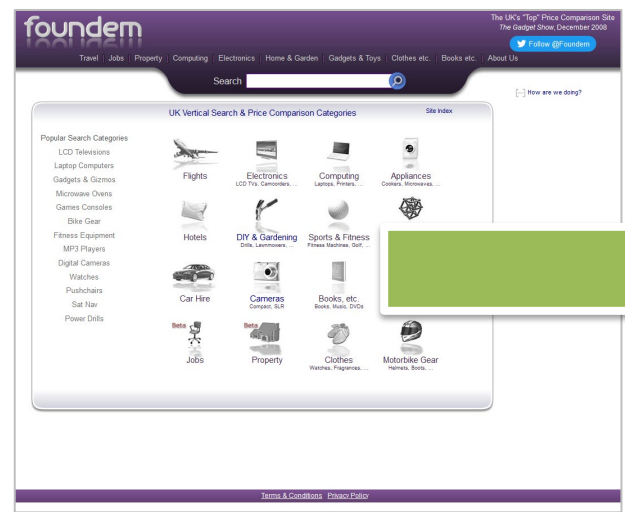 foundem
The UK's "Top" Price Comparison Site
The Gadget Show, December 2008
Follow @Foundem
Travel | Jobs | Property | Computing | Electronics | Home & Garden | Gadgets & Toys | Clothes etc. | Books etc. | About Us
Search
[···] How are we doing?
UK Vertical Search & Price Comparison Categories
Site Index
Popular Search Categories
LCD Televisions
Laptop Computers
Gadgets & Gizmos
Microwave Ovens
Games Consoles
Bike Gear
Fitness Equipment
MP3 Players
Digital Cameras
Watches
Pushchairs
Sat Nav
Power Drills
Flights
Electronics
LCD TVs, Camcorders, ...
Computing
Laptops, Printers, ...
Appliances
Cookers, Microwaves, ...
Hotels
DIY & Gardening
Drills, Lawnmowers, ...
Sports & Fitness
Fitness Machines, Golf, ...
Car Hire
Cameras
Compact, SLR
Books, etc.
Books, Music, DVDs
Beta
Jobs
Beta
Property
Clothes
Watches, Fragrances, ...
Motorbike Gear
Helmets, Boots, ...
Terms & Conditions Privacy Policy